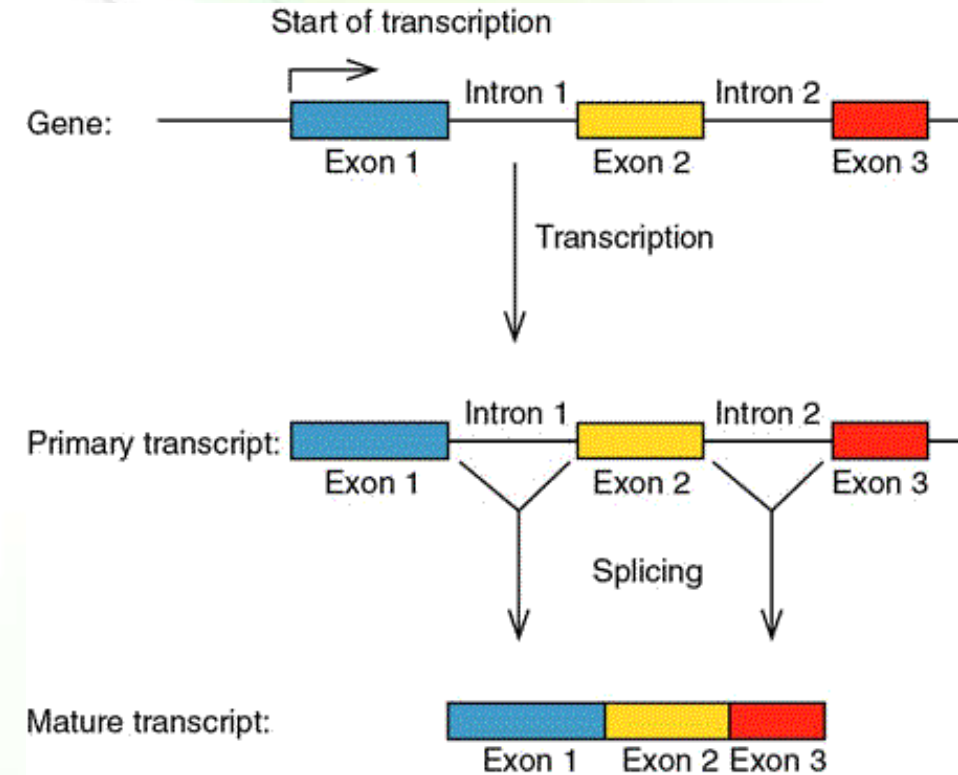 Start of transcription
Intron 1 Intron 2
Gene:
Exon 1 Exon 2 Exon 3
Transcription
Intron 1 Intron 2
Primary transcript:
Exon 1 Exon 2 Exon 3
Splicing
Mature transcript:
Exon 1 Exon 2 Exon 3